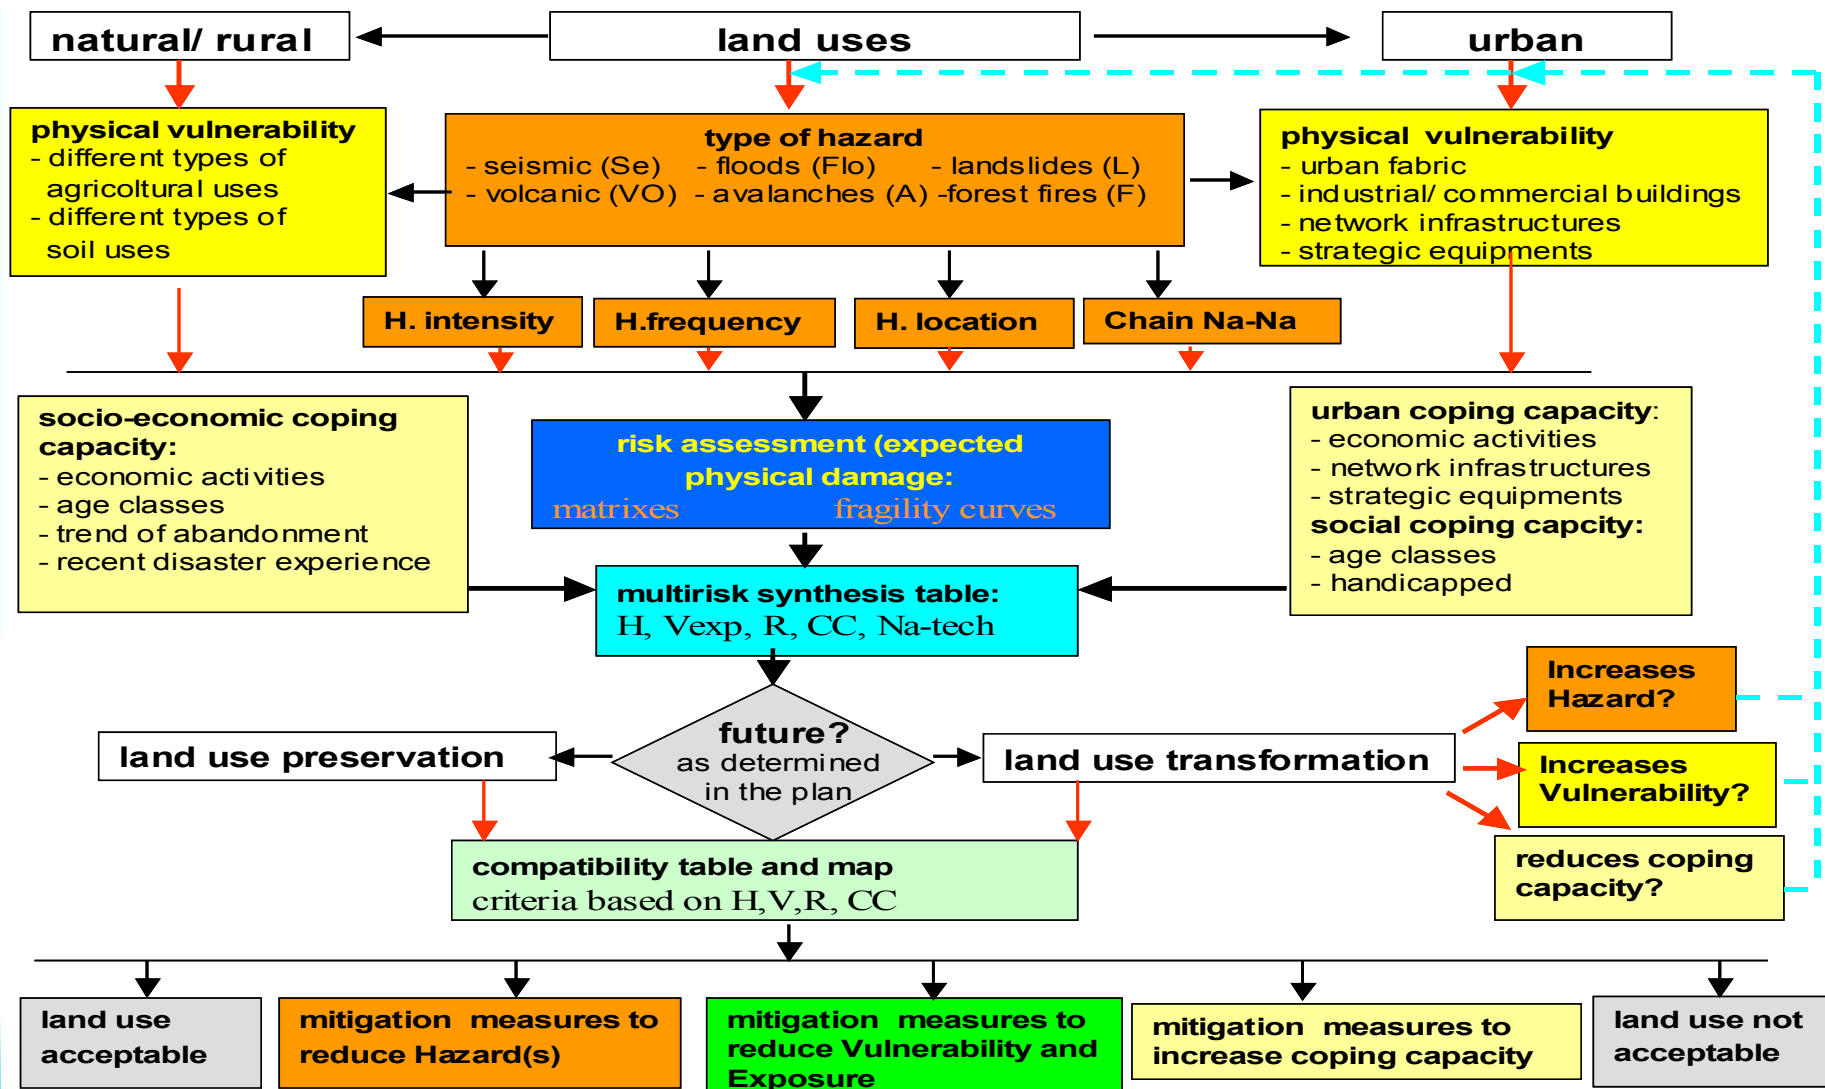 natural/ rural
land uses
urban
physical vulnerability
- different types of
agricoltural uses
- different types of
soil uses
type of hazard
- seismic (Se) - floods (Flo) - landslides (L)
- volcanic (VO) - avalanches (A) -forest fires (F)
physical vulnerability
- urban fabric
- industrial/ commercial buildings
- network infrastructures
- strategic equipments
H. intensity
H.frequency
H. location
Chain Na-Na
socio-economic coping
capacity:
- economic activities
- age classes
- trend of abandonment
- recent disaster experience
risk assessment (expected
physical damage:
matrixes fragility curves
urban coping capacity:
- economic activities
- network infrastructures
- strategic equipments
social coping capcity:
- age classes
- handicapped
multirisk synthesis table:
H, Vexp, R, CC, Na-tech
future?
as determined
in the plan
land use preservation
land use transformation
Increases
Hazard?
Increases
Vulnerability?
reduces coping
capacity?
compatibility table and map
criteria based on H,V,R, CC
land use
acceptable
mitigation measures to
reduce Hazard(s)
mitigation measures to
reduce Vulnerability and
Exposure
mitigation measures to
increase coping capacity
land use not
acceptable